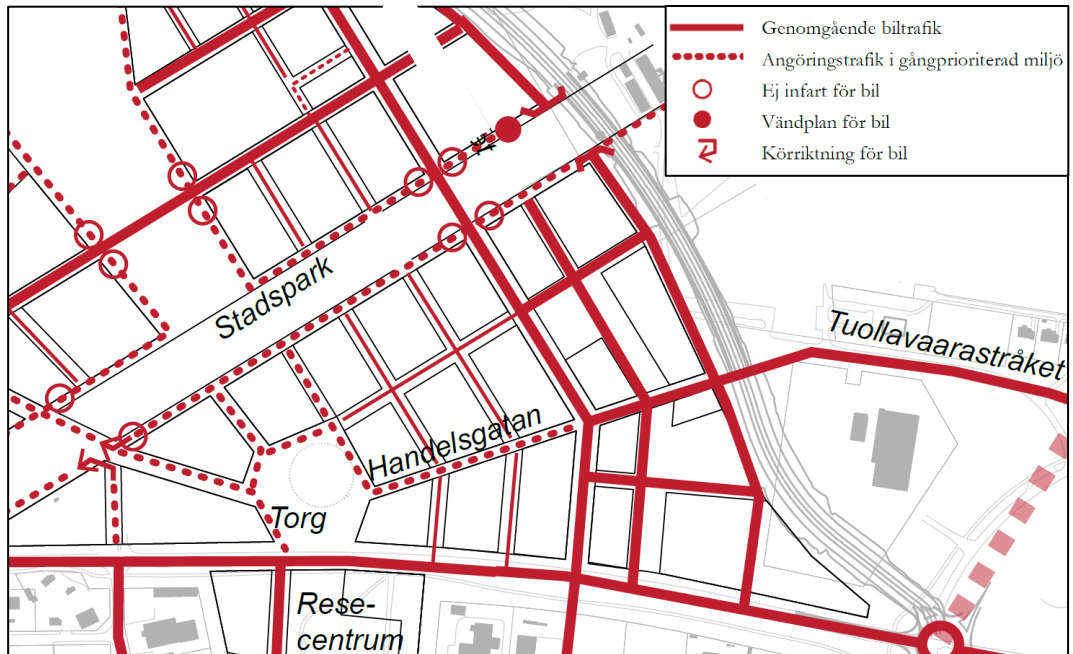 Genomgående biltrafik
Angöringstrafik i gångprioriterad miljö
Ej infart för bil
Vändplan för bil
Körriktning för bil
Stadspark
Tuollavaarastråket
Handelsgatan
Torg
Rese-
centrum